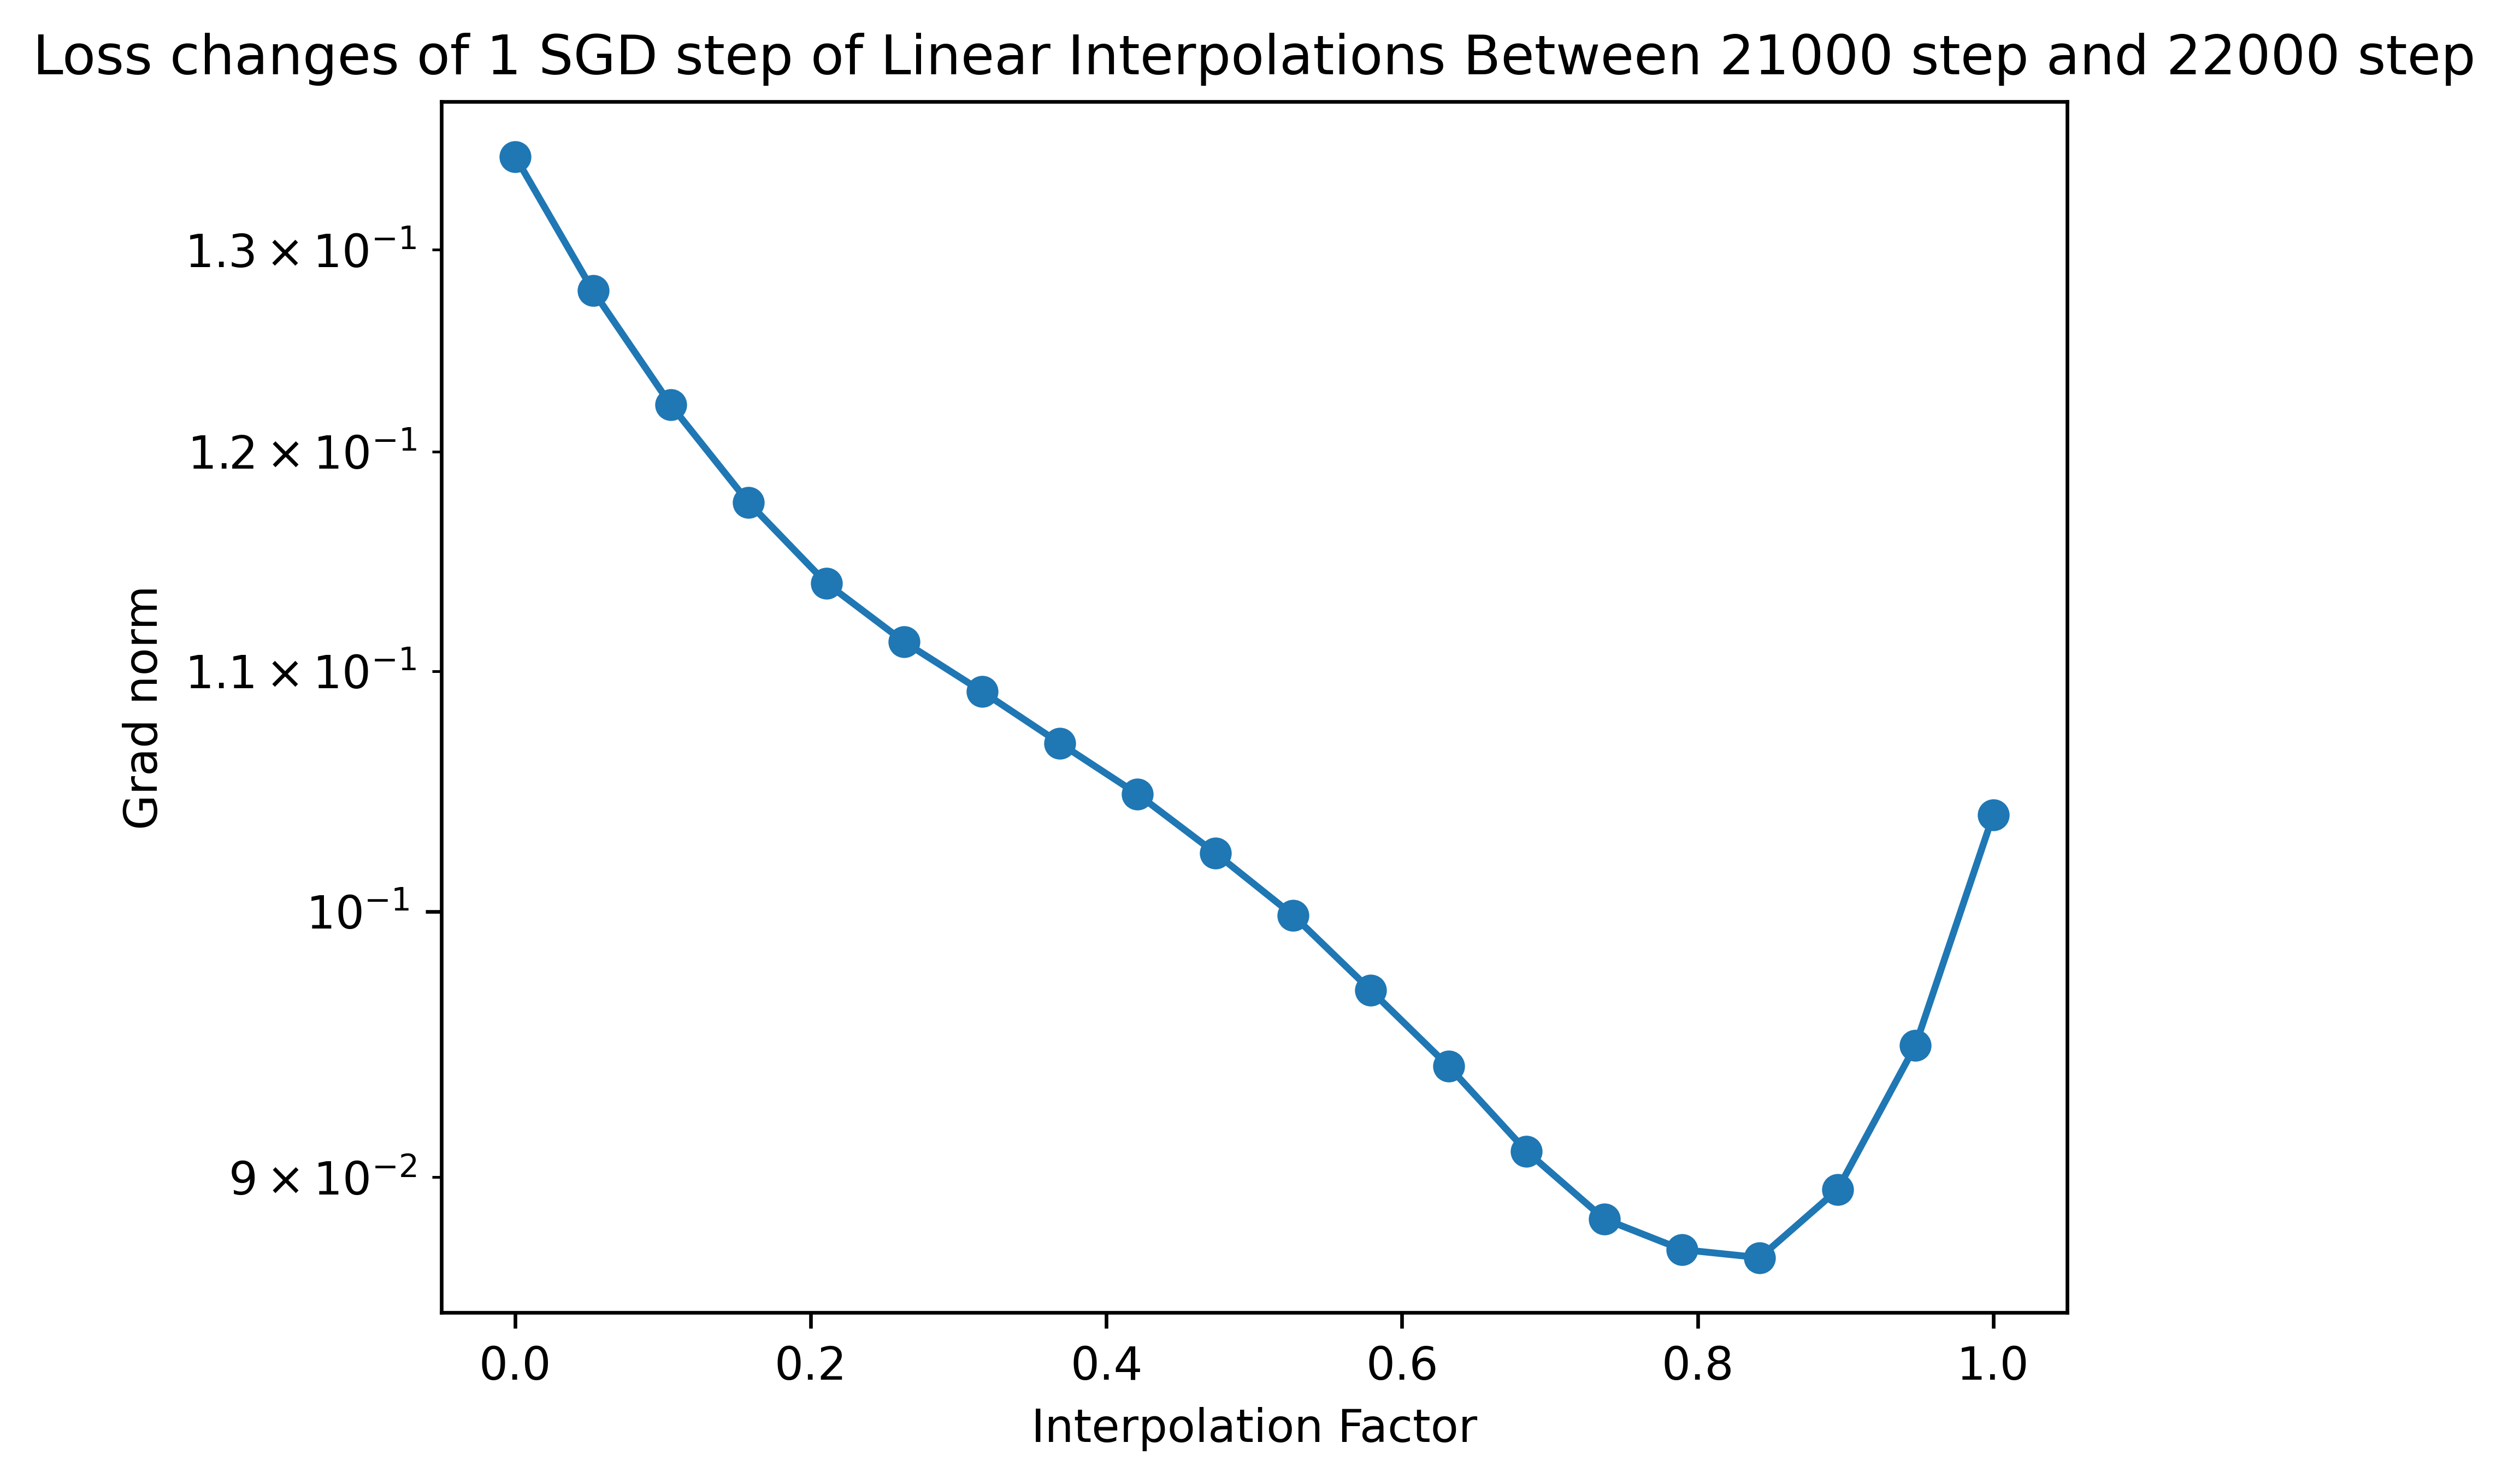 Loss changes of 1 SGD step of Linear Interpolations Between 21000 step and 22000 step
Grad norm
1.3 × 10⁻¹
1.2 × 10⁻¹
1.1 × 10⁻¹
10⁻¹
9 × 10⁻²
0.0 0.2 0.4 0.6 0.8 1.0
Interpolation Factor